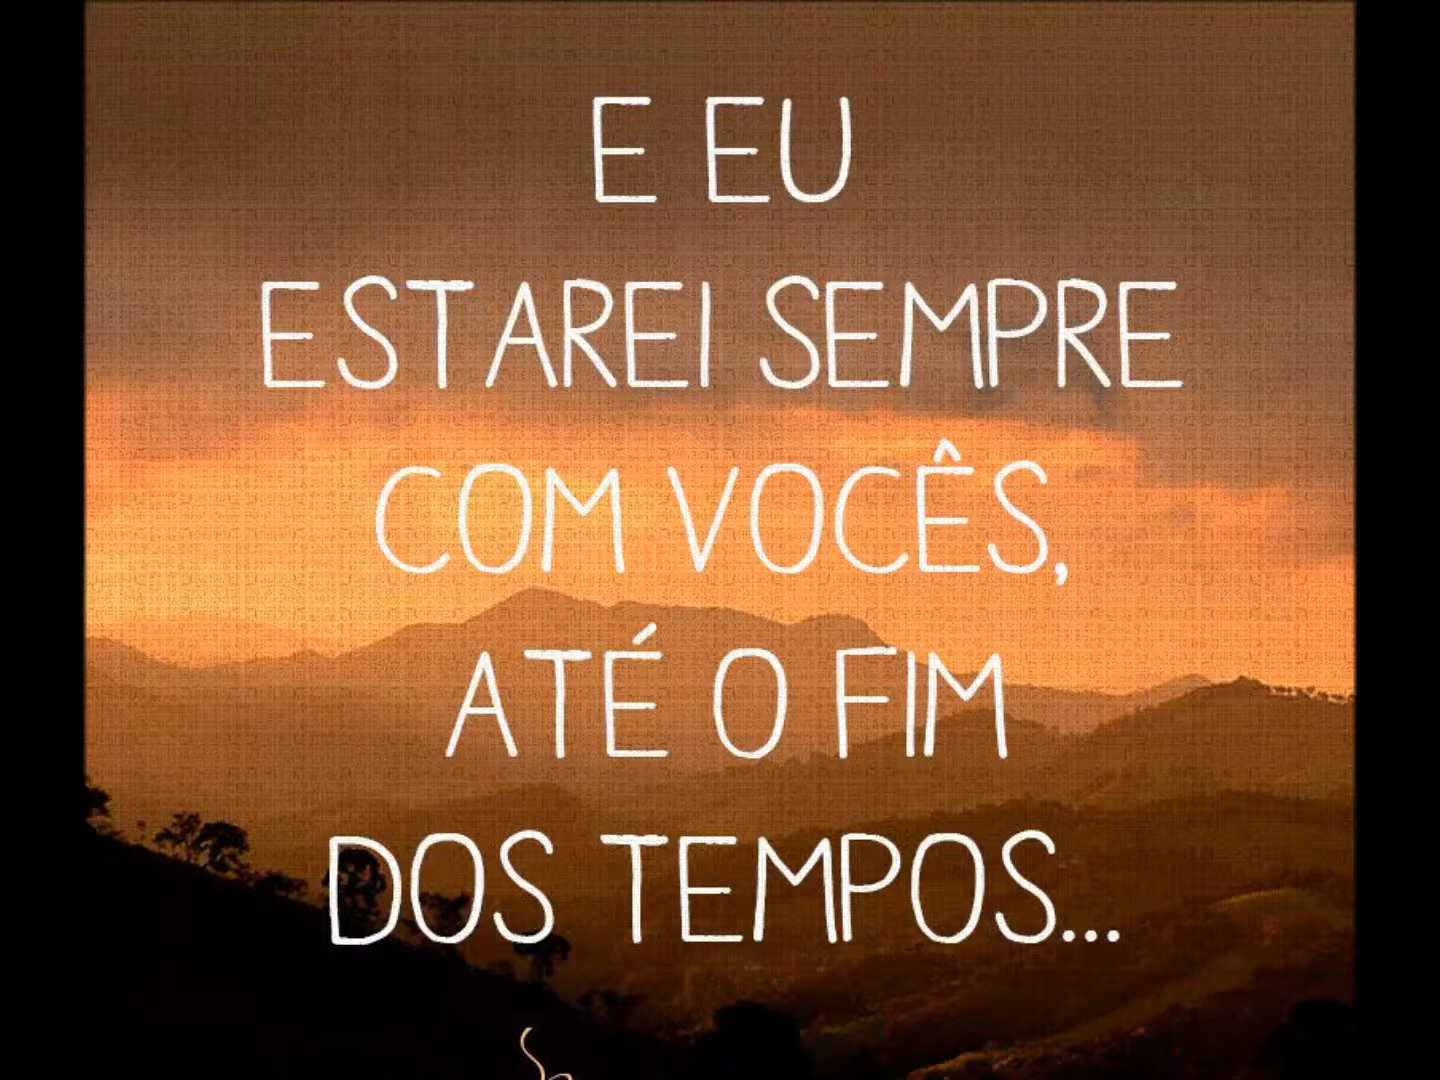 E EU
ESTAREI SEMPRE
COM VOCÊS,
ATÉ O FIM
DOS TEMPOS...